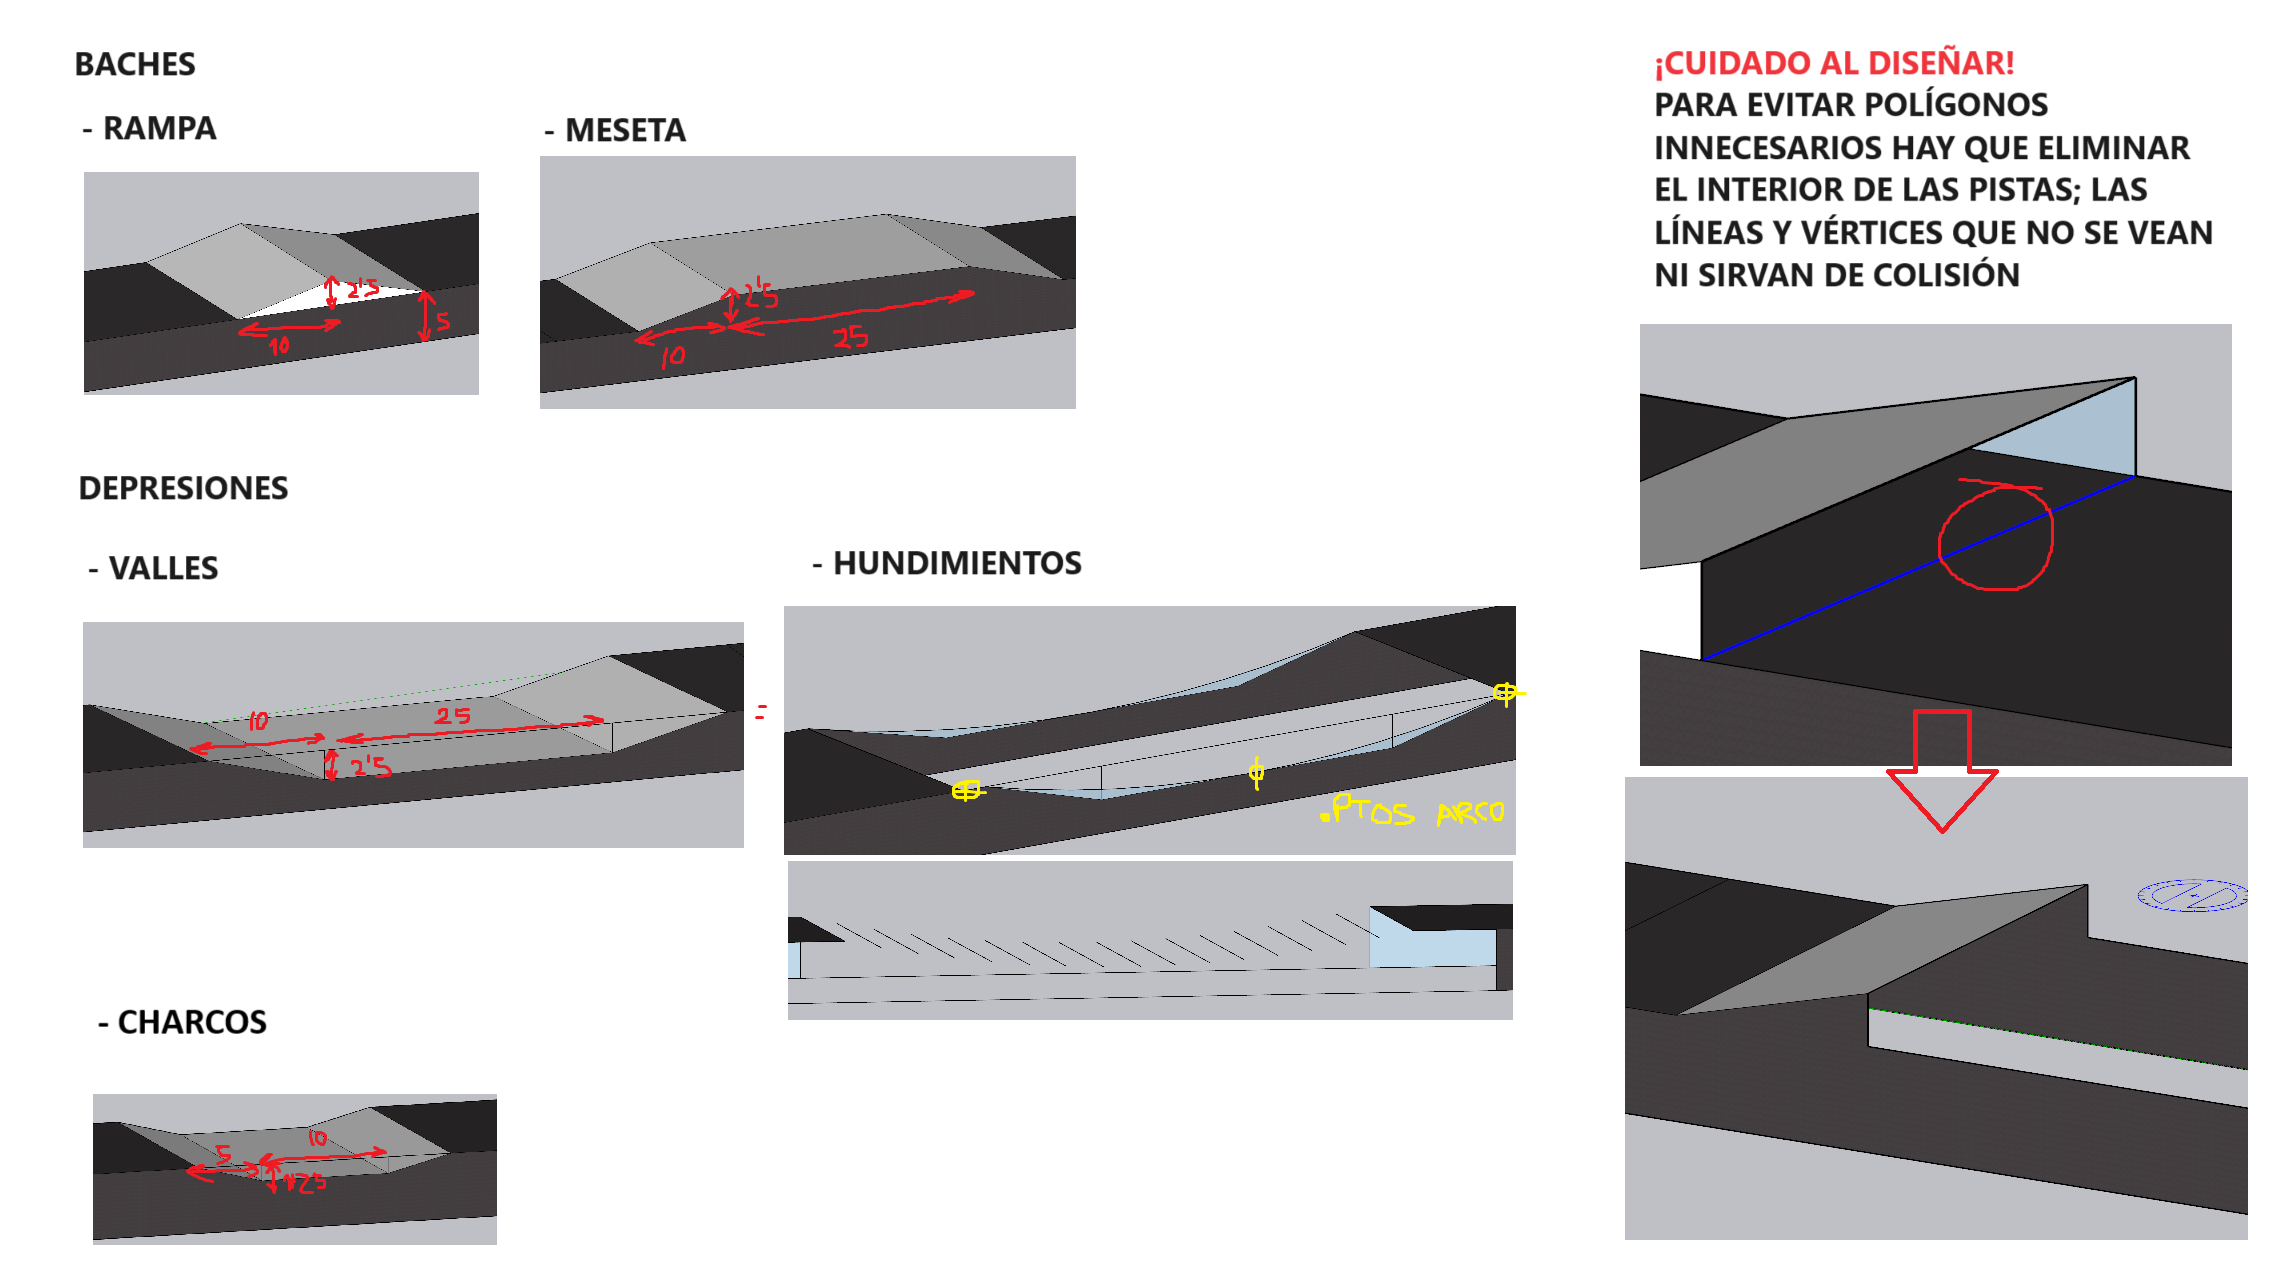 BACHES
- RAMPA
2'5
5
10
- MESETA
2'5
10
25
DEPRESIONES
- VALLES
10
25
2'5
=
- HUNDIMIENTOS
.PTOS ARCO
- CHARCOS
5
10
1'25
¡CUIDADO AL DISEÑAR!
PARA EVITAR POLÍGONOS
INNECESARIOS HAY QUE ELIMINAR
EL INTERIOR DE LAS PISTAS; LAS
LÍNEAS Y VÉRTICES QUE NO SE VEAN
NI SIRVAN DE COLISIÓN